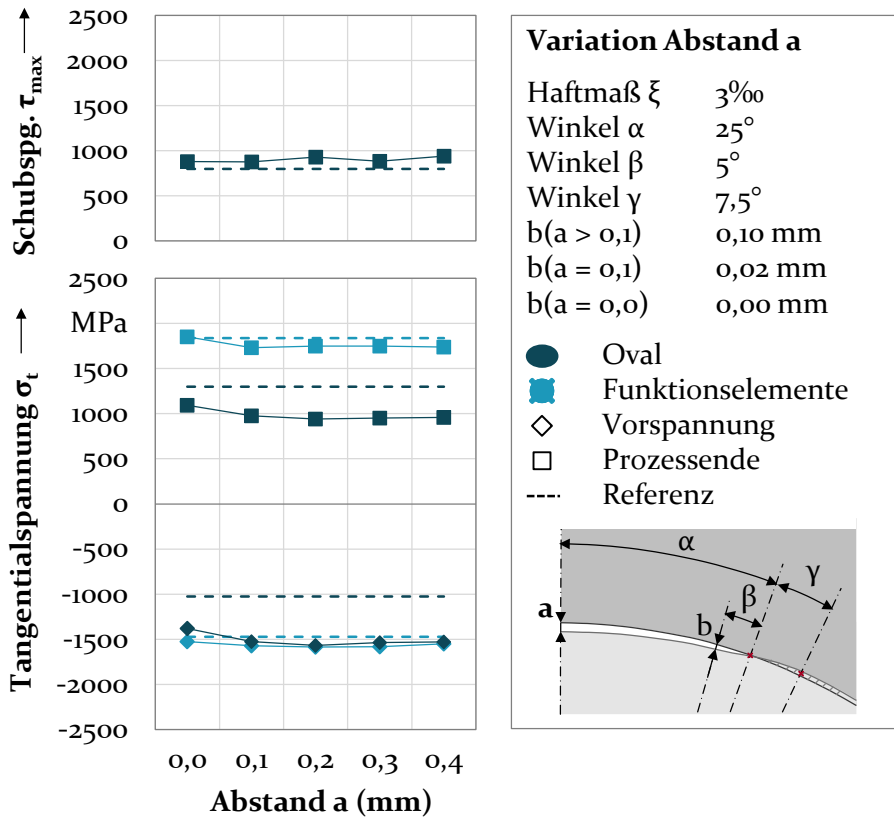 Schubspg. τmax
2500
2000
1500
1000
500
0
Tangentialspannung σt
2500
MPa
1500
1000
500
0
-500
-1000
-1500
-2000
-2500
0,0 0,1 0,2 0,3 0,4
Abstand a (mm)
Variation Abstand a
Haftmaß ξ 3‰
Winkel α 25°
Winkel β 5°
Winkel γ 7,5°
b(a > 0,1) 0,10 mm
b(a = 0,1) 0,02 mm
b(a = 0,0) 0,00 mm
Oval
Funktionselemente
Vorspannung
Prozessende
Referenz
α
γ
β
a
b